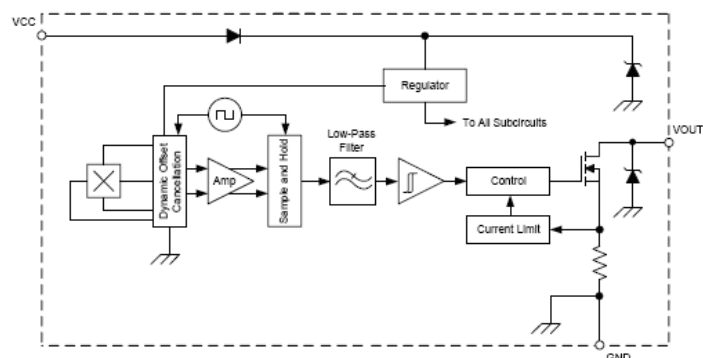 VCC
Regulator
To All Subcircuits
Low-Pass
Filter
VOUT
Dynamic Offset
Cancellation
Amp
Sample and Hold
Control
Current Limit
GND